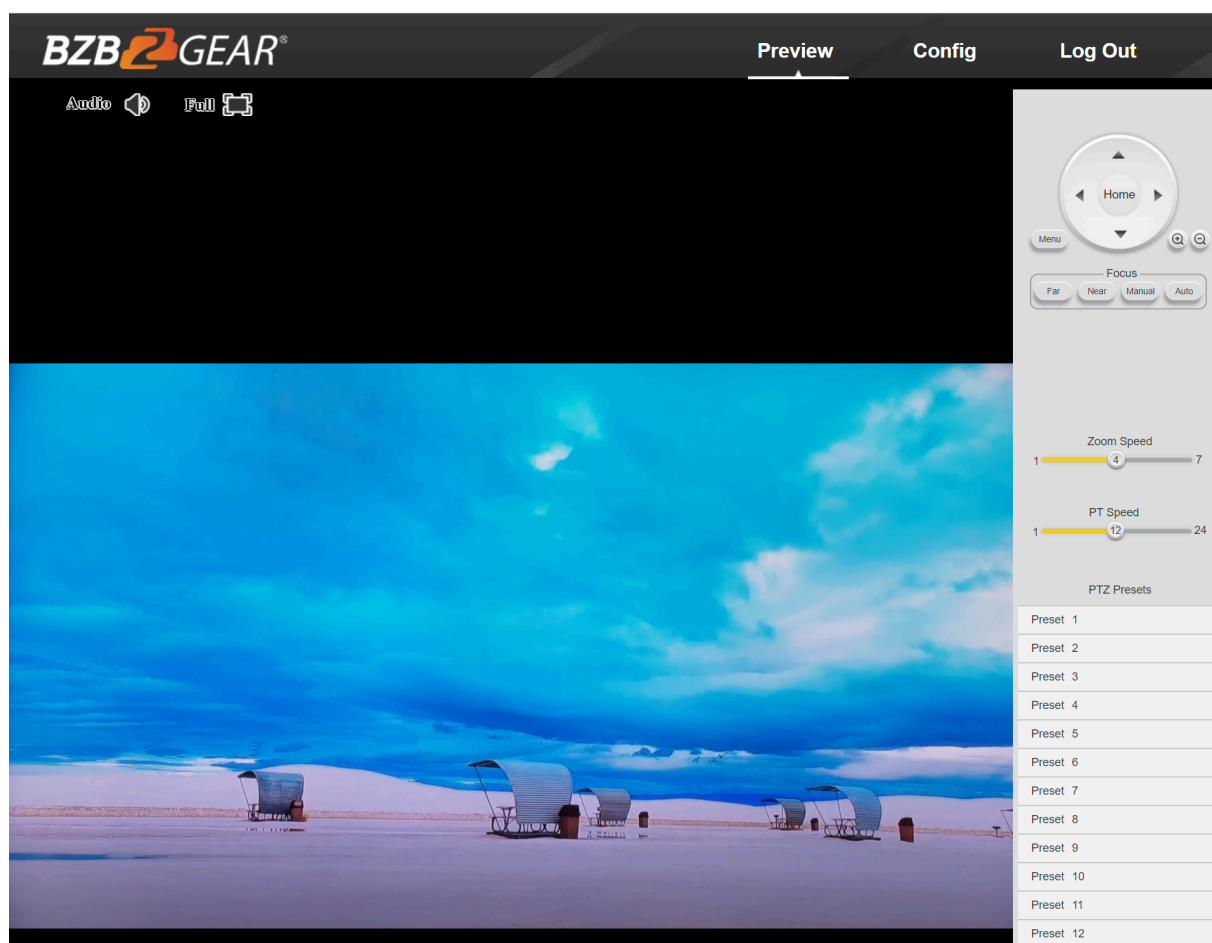 BZB GEAR®
Preview Config Log Out
Audio Full
Home
Menu
Focus
Far Near Manual Auto
Zoom Speed
1 4 7
PT Speed
1 12 24
PTZ Presets
Preset 1
Preset 2
Preset 3
Preset 4
Preset 5
Preset 6
Preset 7
Preset 8
Preset 9
Preset 10
Preset 11
Preset 12